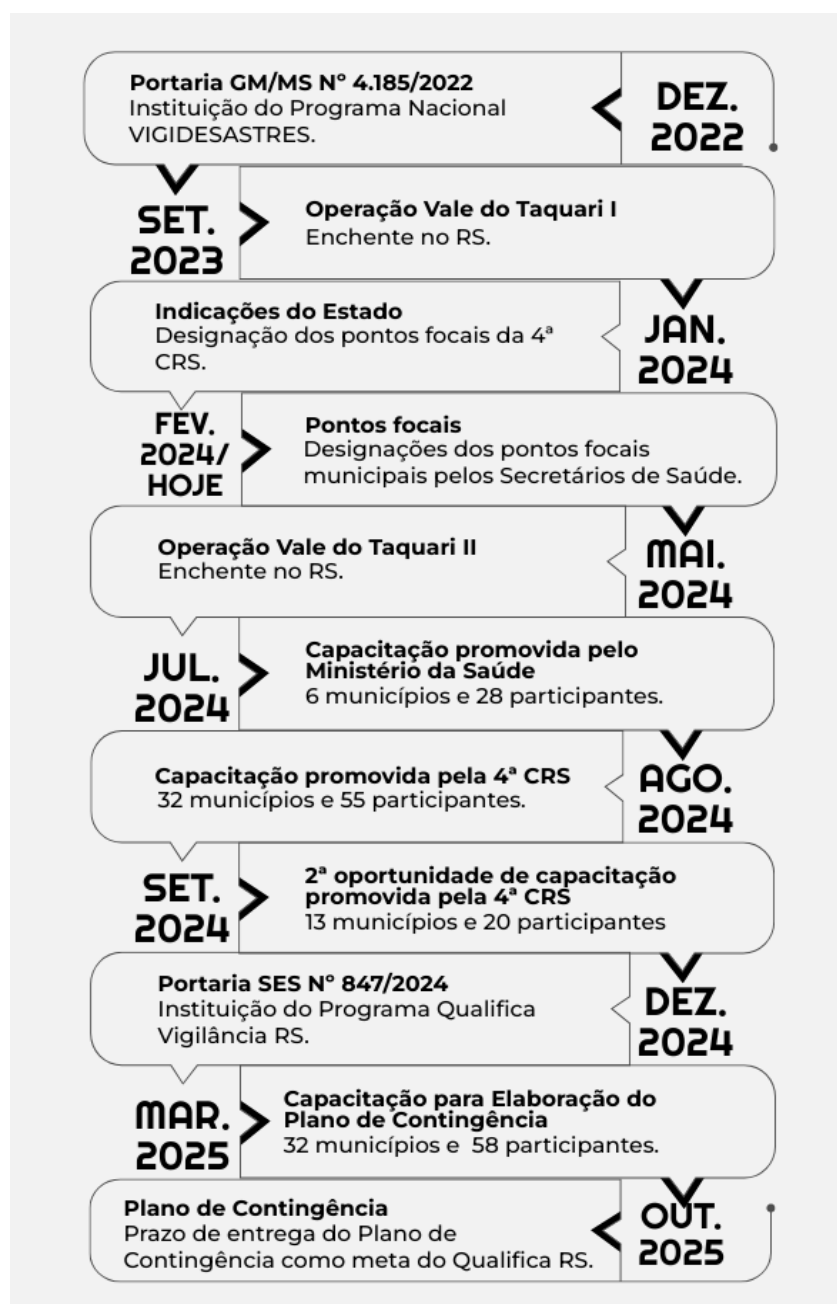 Portaria GM/MS Nº 4.185/2022
Instituição do Programa Nacional
VIGIDESASTRES.
DEZ.
2022
SET.
2023
Operação Vale do Taquari I
Enchente no RS.
Indicações do Estado
Designação dos pontos focais da 4ª
CRS.
JAN.
2024
FEV.
2024/
HOJE
Pontos focais
Designações dos pontos focais
municipais pelos Secretários de Saúde.
Operação Vale do Taquari II
Enchente no RS.
MAI.
2024
JUL.
2024
Capacitação promovida pelo
Ministério da Saúde
6 municípios e 28 participantes.
Capacitação promovida pela 4ª CRS
32 municípios e 55 participantes.
AGO.
2024
SET.
2024
2ª oportunidade de capacitação
promovida pela 4ª CRS
13 municípios e 20 participantes
Portaria SES Nº 847/2024
Instituição do Programa Qualifica
Vigilância RS.
DEZ.
2024
MAR.
2025
Capacitação para Elaboração do
Plano de Contingência
32 municípios e 58 participantes.
Plano de Contingência
Prazo de entrega do Plano de
Contingência como meta do Qualifica RS.
OUT.
2025